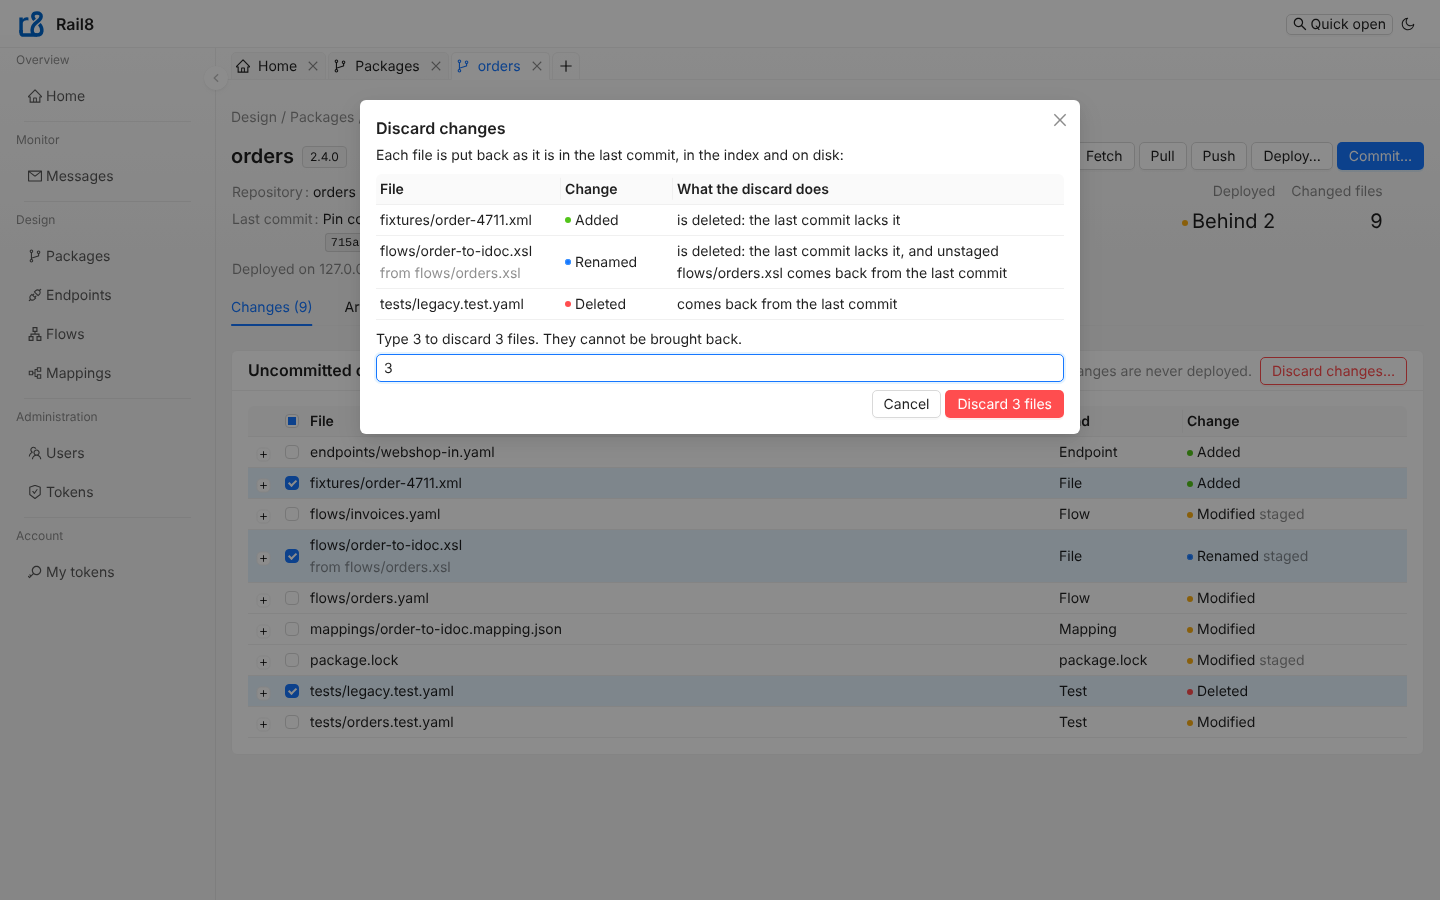 r8 Rail8
Quick open
Overview
Home
Monitor
Messages
Design
Packages
Endpoints
Flows
Mappings
Administration
Users
Tokens
Account
My tokens
Home
Packages
orders
Design / Packages /
orders 2.4.0
Fetch
Pull
Push
Deploy...
Commit...
Repository : orders
Last commit : Pin
715a
Deployed on 127.0.0
Deployed
Behind 2
Changed files
9
Changes (9)
Discard changes
Each file is put back as it is in the last commit, in the index and on disk:
File Change What the discard does
fixtures/order-4711.xml Added is deleted: the last commit lacks it
flows/order-to-idoc.xsl
from flows/orders.xsl
Renamed
is deleted: the last commit lacks it, and unstaged
flows/orders.xsl comes back from the last commit
tests/legacy.test.yaml Deleted comes back from the last commit
Type 3 to discard 3 files. They cannot be brought back.
3
Cancel
Discard 3 files
Uncommitted
are never deployed.
Discard changes...
File Change
endpoints/webshop-in.yaml Endpoint Added
fixtures/order-4711.xml File Added
flows/invoices.yaml Flow Modified staged
flows/order-to-idoc.xsl
from flows/orders.xsl
File Renamed staged
flows/orders.yaml Flow Modified
mappings/order-to-idoc.mapping.json Mapping Modified
package.lock package.lock Modified staged
tests/legacy.test.yaml Test Deleted
tests/orders.test.yaml Test Modified